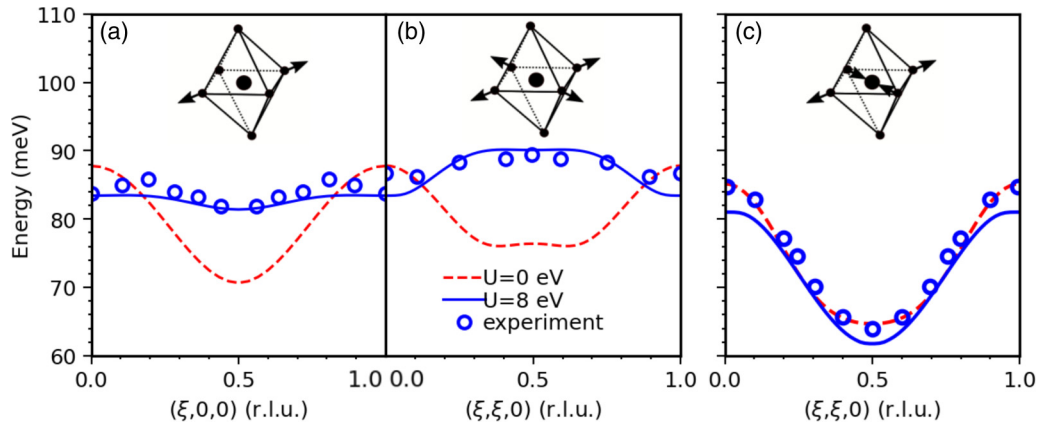 (a)
(b)
(c)
110
100
90
80
70
60
Energy (meV)
U=0 eV
U=8 eV
experiment
0.0 0.5 1.0 0.0 0.5 1.0 0.0 0.5 1.0
(ξ,0,0) (r.l.u.) (ξ,ξ,0) (r.l.u.) (ξ,ξ,0) (r.l.u.)